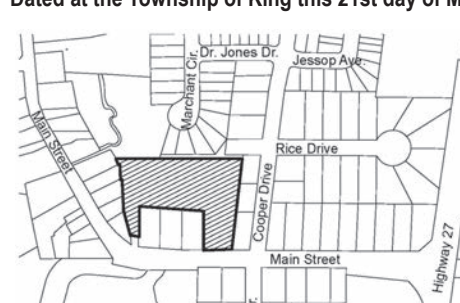 Dated at the Township of King this 21st day of M
Dr. Jones Dr.
Jessop Ave.
Marchant Cir.
Main Street
Rice Drive
Cooper Drive
Main Street
Highway 27